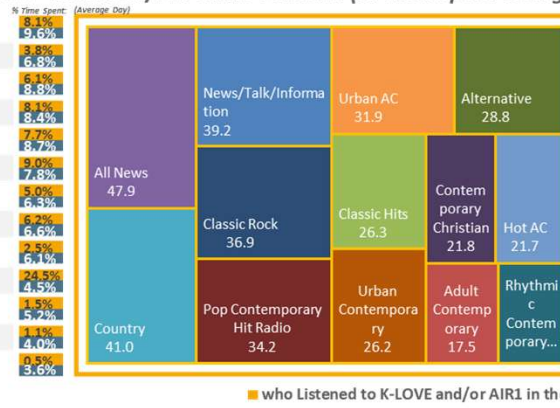 % Time Spent: (Average Day)
8.1%
9.6%
3.8%
6.8%
6.1%
8.8%
8.1%
8.4%
7.7%
8.7%
9.0%
7.8%
5.0%
6.3%
6.2%
6.6%
2.5%
6.1%
24.5%
4.5%
1.5%
5.2%
1.1%
4.0%
0.5%
3.6%
All News
47.9
Country
41.0
News/Talk/Informa
tion
39.2
Classic Rock
36.9
Pop Contemporary
Hit Radio
34.2
Urban AC
31.9
Alternative
28.8
Classic Hits
26.3
Urban
Contempora
ry
26.2
Contem
porary
Christian
21.8
Hot AC
21.7
Adult
Contemp
orary
17.5
Rhythmi
c
Contem
porary...
who Listened to K-LOVE and/or AIR1 in th